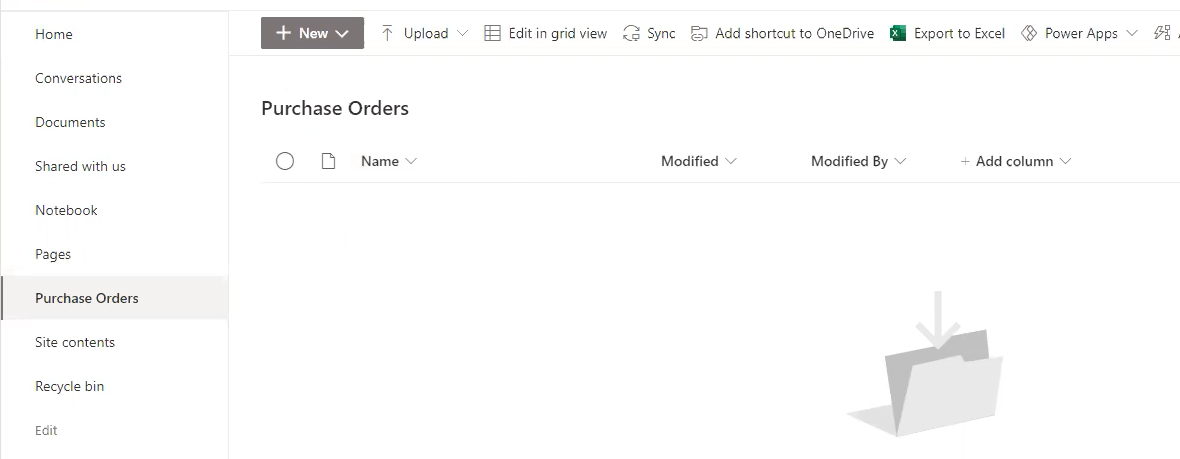 Home
Conversations
Documents
Shared with us
Notebook
Pages
Purchase Orders
Site contents
Recycle bin
Edit
+ New Upload Edit in grid view Sync Add shortcut to OneDrive Export to Excel Power Apps
Purchase Orders
Name Modified Modified By + Add column